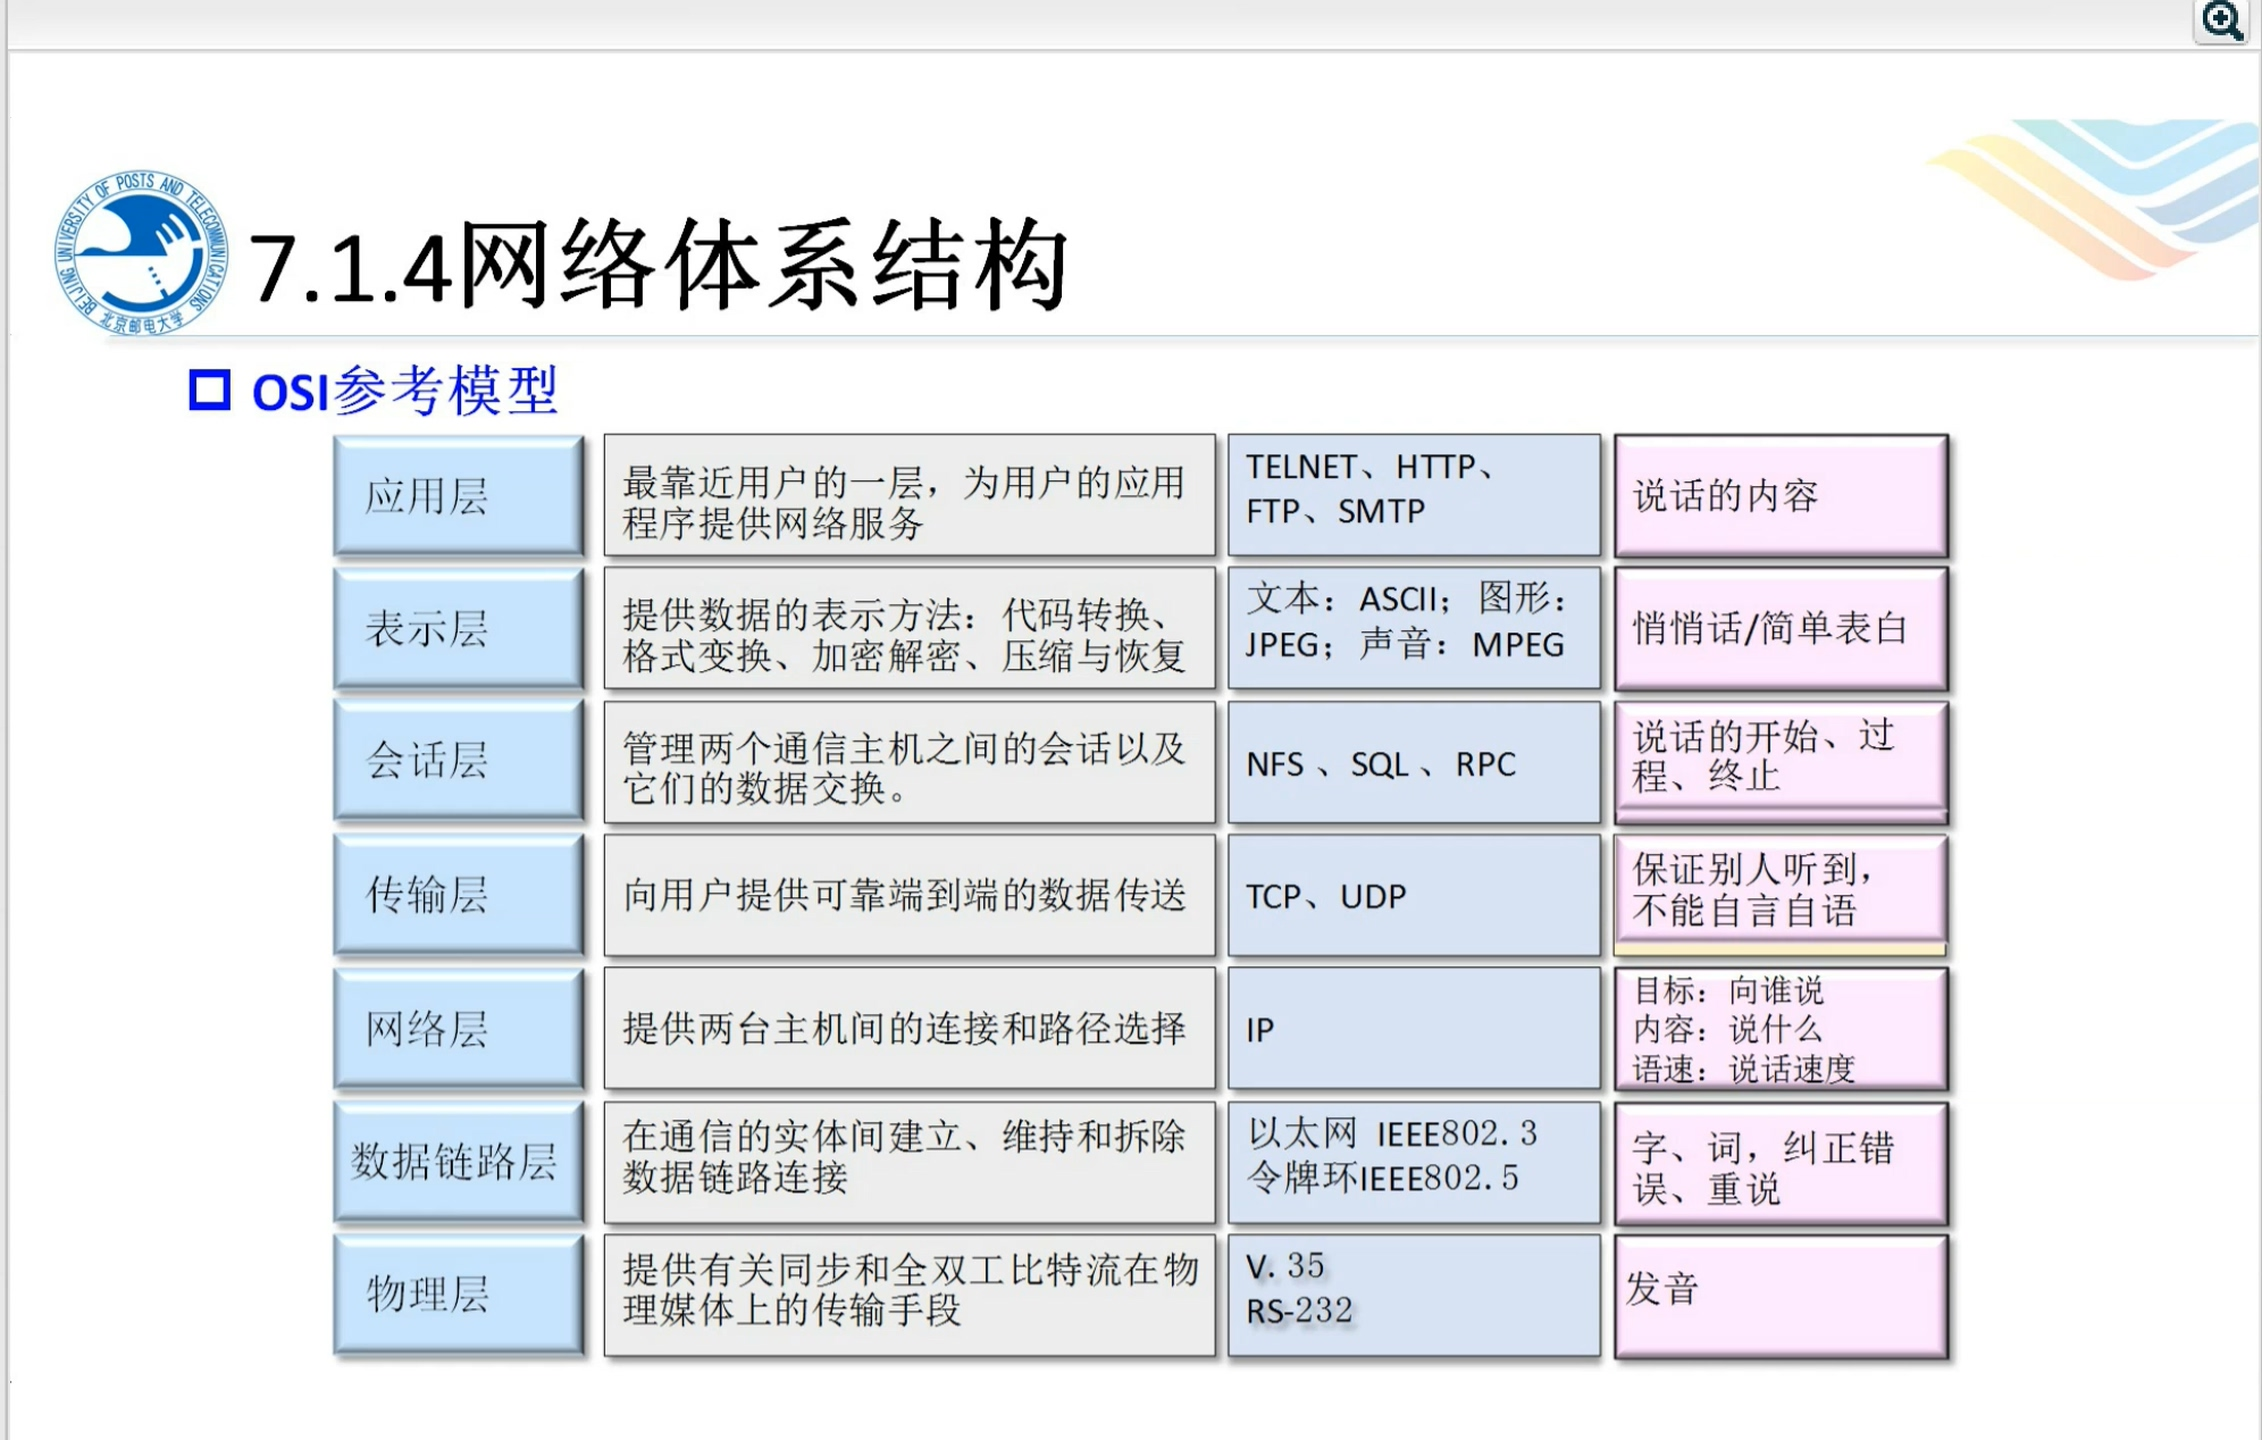 BEIJING UNIVERSITY OF POSTS AND TELECOMMUNICATIONS
北京邮电大学
7.1.4网络体系结构
OSI参考模型
应用层
最靠近用户的一层，为用户的应用
程序提供网络服务
TELNET、HTTP、
FTP、SMTP
说话的内容
表示层
提供数据的表示方法：代码转换、
格式变换、加密解密、压缩与恢复
文本：ASCII；图形：
JPEG；声音：MPEG
悄悄话/简单表白
会话层
管理两个通信主机之间的会话以及
它们的数据交换。
NFS 、SQL 、RPC
说话的开始、过
程、终止
传输层
向用户提供可靠端到端的数据传送
TCP、UDP
保证别人听到，
不能自言自语
网络层
提供两台主机间的连接和路径选择
IP
目标：向谁说
内容：说什么
语速：说话速度
数据链路层
在通信的实体间建立、维持和拆除
数据链路连接
以太网 IEEE802.3
令牌环IEEE802.5
字、词，纠正错
误、重说
物理层
提供有关同步和全双工比特流在物
理媒体上的传输手段
V.35
RS-232
发音